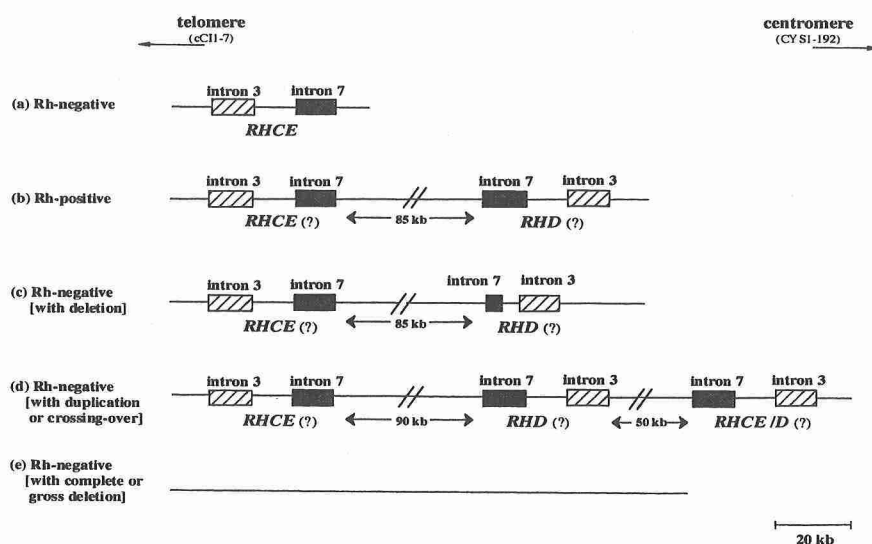 telomere
(cCI1-7)
centromere
(CYS1-192)
(a) Rh-negative
intron 3 intron 7
RHCE
(b) Rh-positive
intron 3 intron 7 intron 7 intron 3
RHCE (?) 85 kb RHD (?)
(c) Rh-negative
[with deletion]
intron 3 intron 7 intron 7 intron 3
RHCE (?) 85 kb RHD (?)
(d) Rh-negative
[with duplication
or crossing-over]
intron 3 intron 7 intron 7 intron 3 intron 7 intron 3
RHCE (?) 90 kb RHD (?) 50 kb RHCE /D (?)
(e) Rh-negative
[with complete or
gross deletion]
20 kb